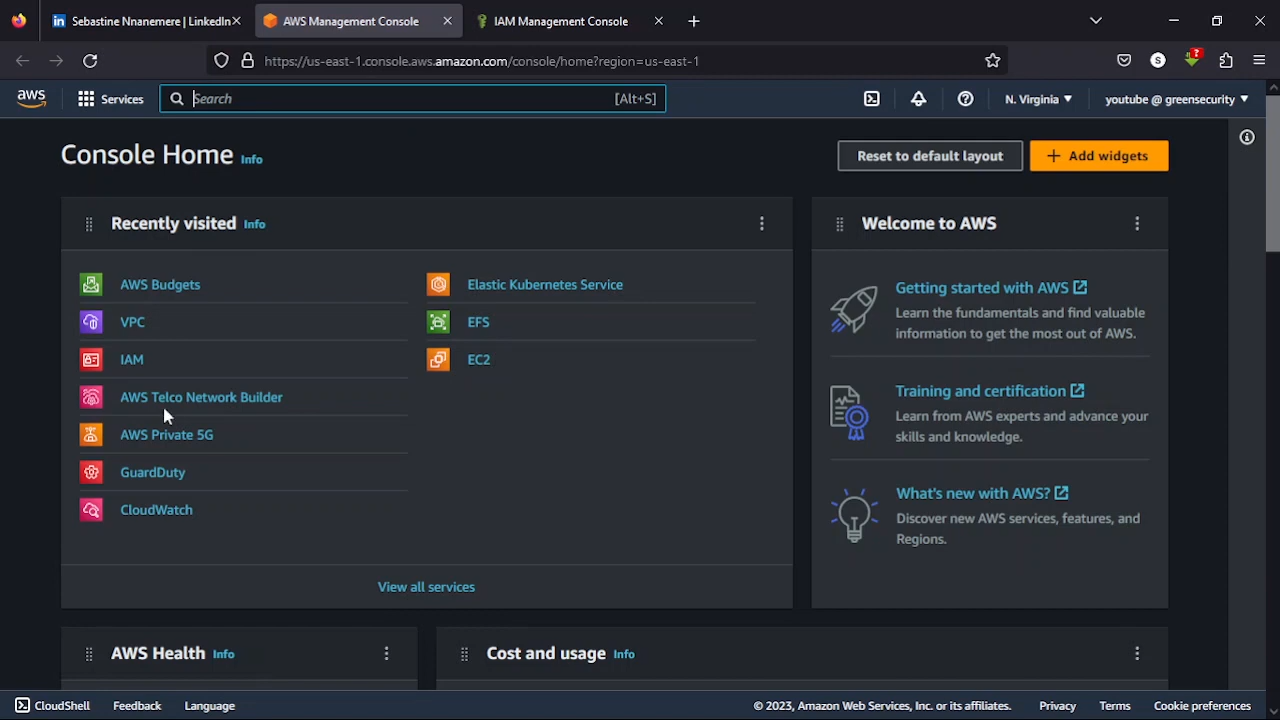 Sebastine Nnanemere | LinkedIn
AWS Management Console
IAM Management Console
https://us-east-1.console.aws.amazon.com/console/home?region=us-east-1
aws
Services
Search
[Alt+S]
N. Virginia
youtube @ greensecurity
Console Home Info
Reset to default layout
Add widgets
Recently visited Info
AWS Budgets
VPC
IAM
AWS Telco Network Builder
AWS Private 5G
GuardDuty
CloudWatch
Elastic Kubernetes Service
EFS
EC2
View all services
Welcome to AWS
Getting started with AWS
Learn the fundamentals and find valuable
information to get the most out of AWS.
Training and certification
Learn from AWS experts and advance your
skills and knowledge.
What's new with AWS?
Discover new AWS services, features, and
Regions.
AWS Health Info
Cost and usage Info
CloudShell
Feedback
Language
© 2023, Amazon Web Services, Inc. or its affiliates.
Privacy
Terms
Cookie preferences